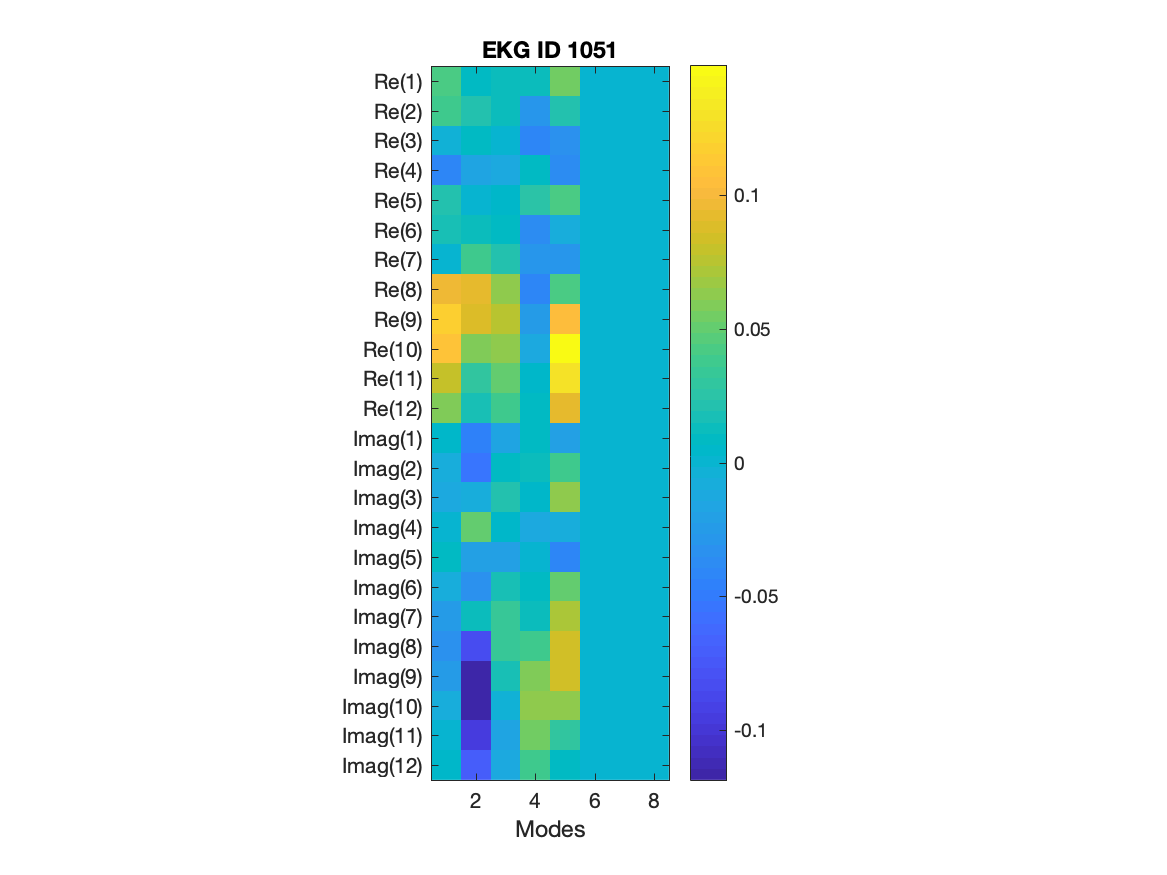 EKG ID 1051
Re(1)
Re(2)
Re(3)
Re(4)
Re(5)
Re(6)
Re(7)
Re(8)
Re(9)
Re(10)
Re(11)
Re(12)
Imag(1)
Imag(2)
Imag(3)
Imag(4)
Imag(5)
Imag(6)
Imag(7)
Imag(8)
Imag(9)
Imag(10)
Imag(11)
Imag(12)
2 4 6 8
Modes
0.1
0.05
0
-0.05
-0.1